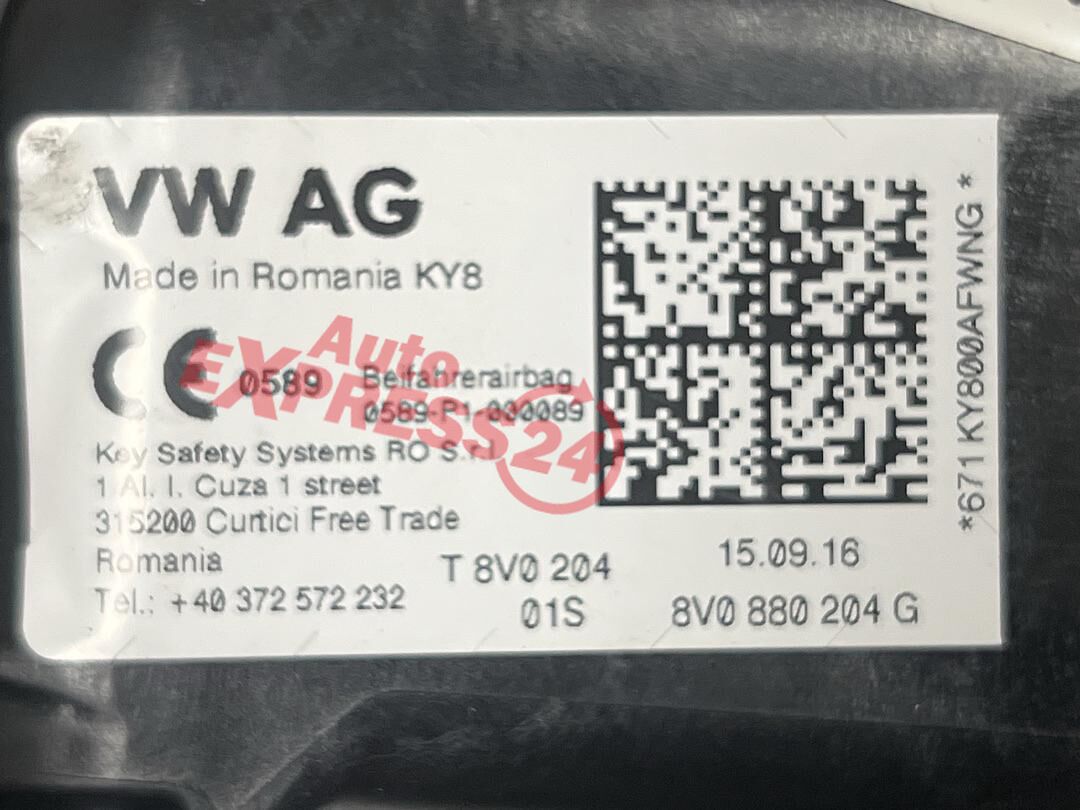 VW AG
Made in Romania KY8
CE 0589 Beifahrerairbag
0589-P1-000089
Key Safety Systems RO S.r.l
1 Al. I. Cuza 1 street
315200 Curtici Free Trade
Romania
Tel.: +40 372 572 232
T 8V0 204
01S
15.09.16
8V0 880 204 G
*671 KY800AFWNG *
Auto
EXPRESS24